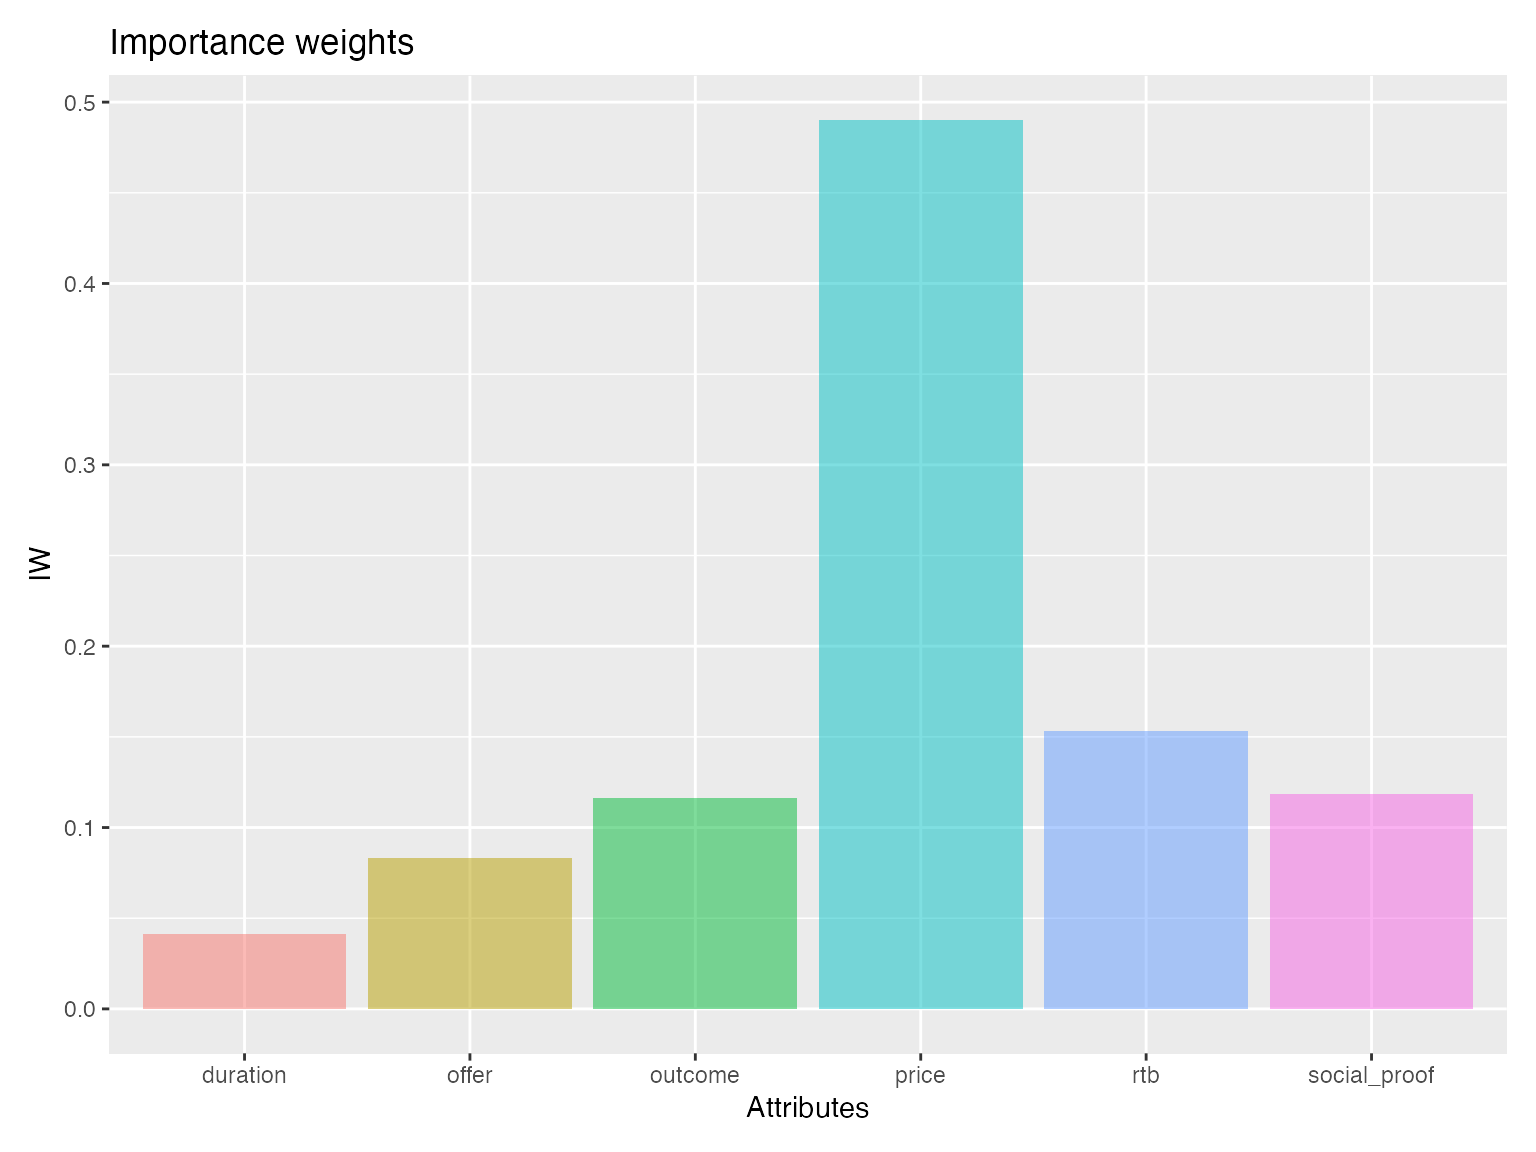 Importance weights
0.5
0.4
0.3
0.2
0.1
0.0
IW
duration offer outcome price rtb social_proof
Attributes